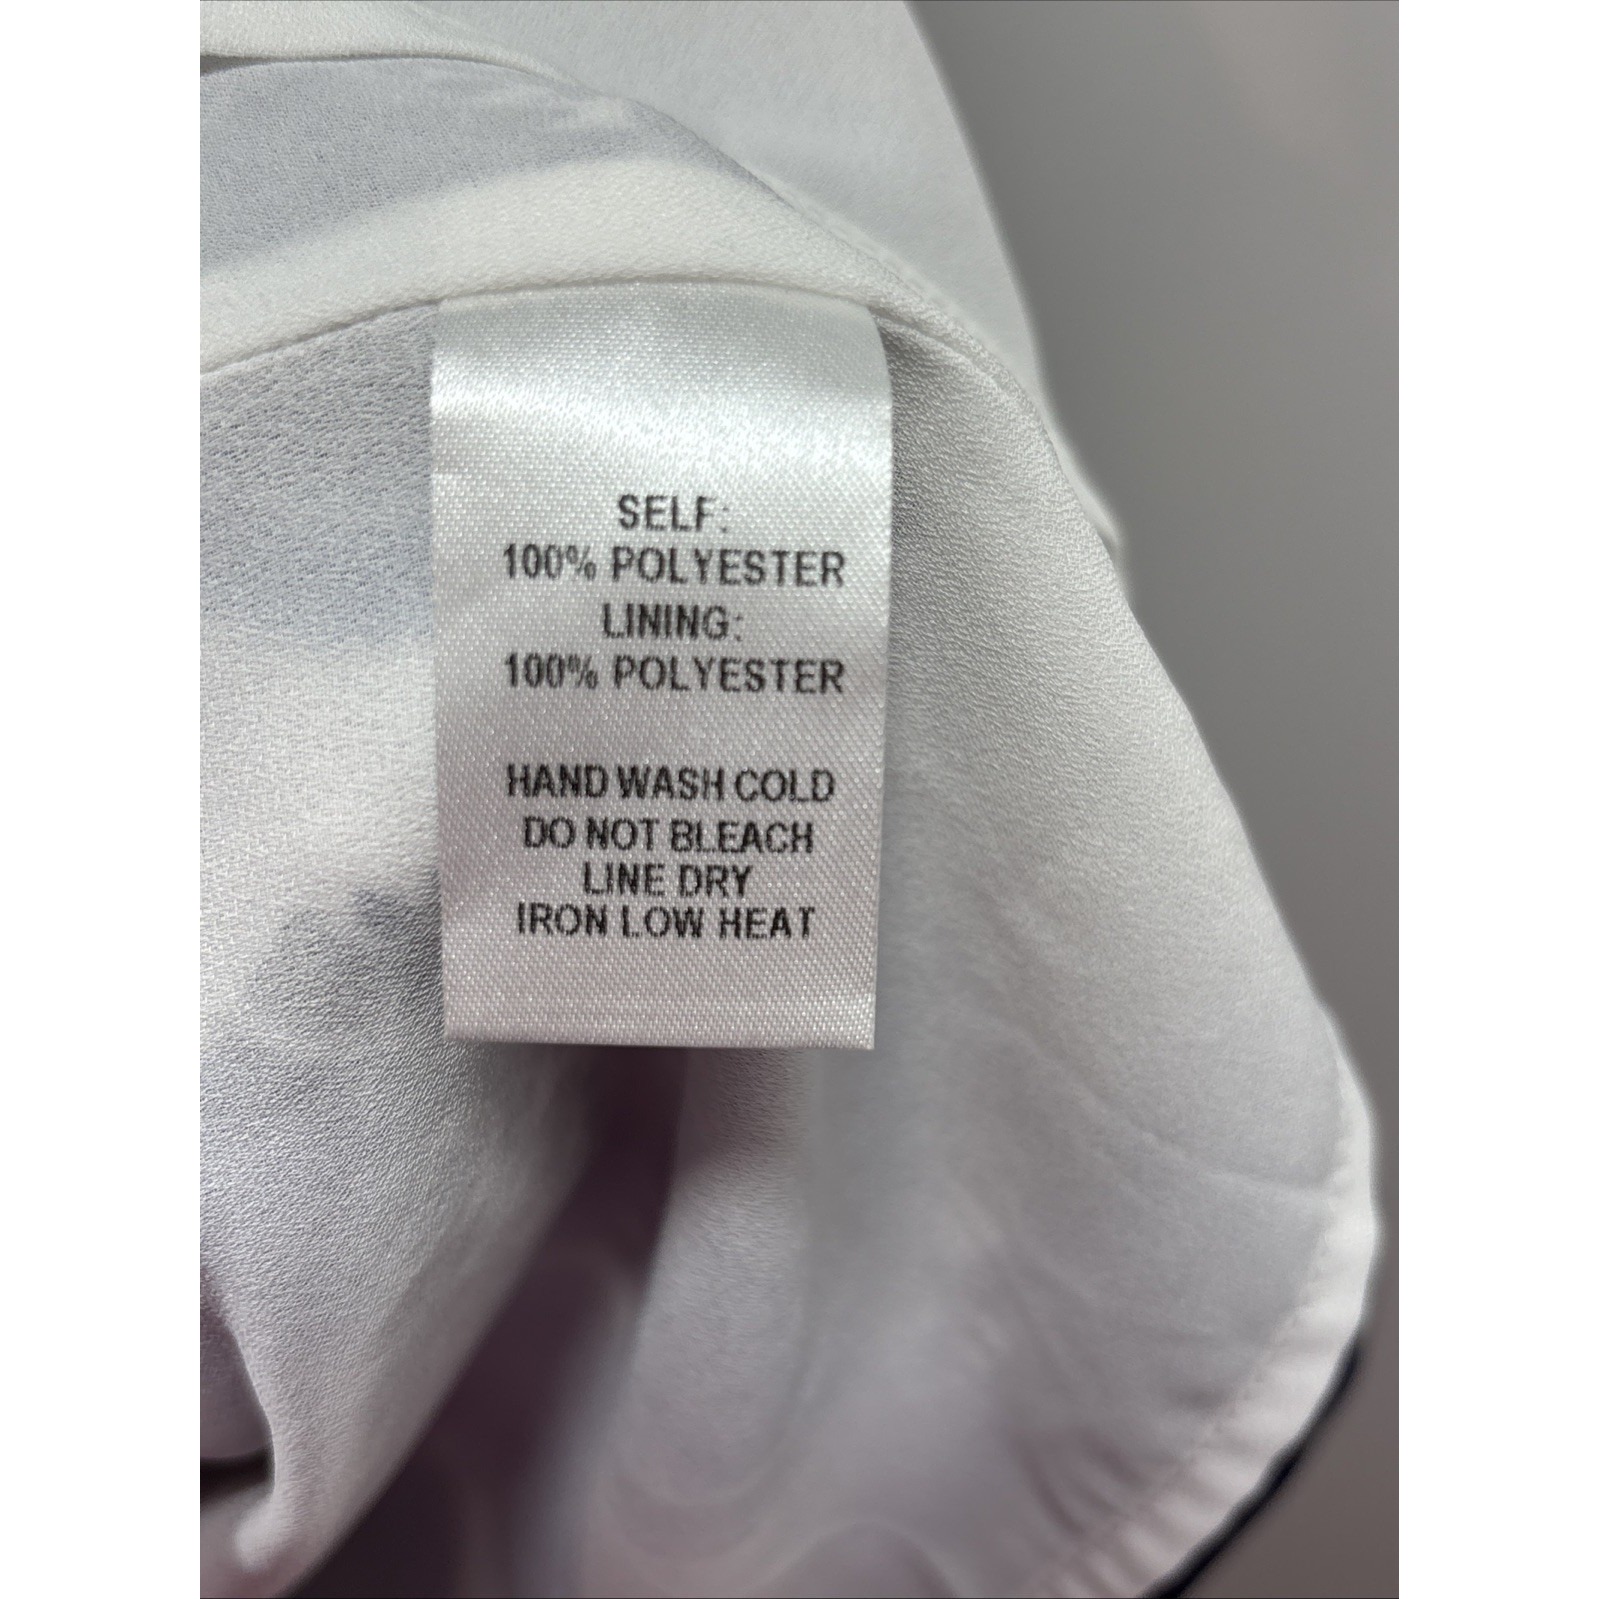 SELF:
100% POLYESTER
LINING:
100% POLYESTER
HAND WASH COLD
DO NOT BLEACH
LINE DRY
IRON LOW HEAT